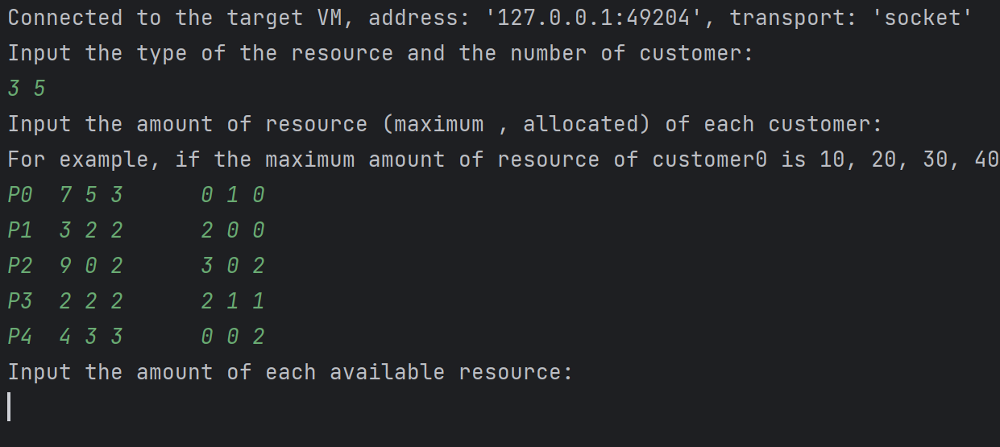 Connected to the target VM, address: '127.0.0.1:49204', transport: 'socket'
Input the type of the resource and the number of customer:
3 5
Input the amount of resource (maximum , allocated) of each customer:
For example, if the maximum amount of resource of customer0 is 10, 20, 30, 40
P0  7 5 3      0 1 0
P1  3 2 2      2 0 0
P2  9 0 2      3 0 2
P3  2 2 2      2 1 1
P4  4 3 3      0 0 2
Input the amount of each available resource: